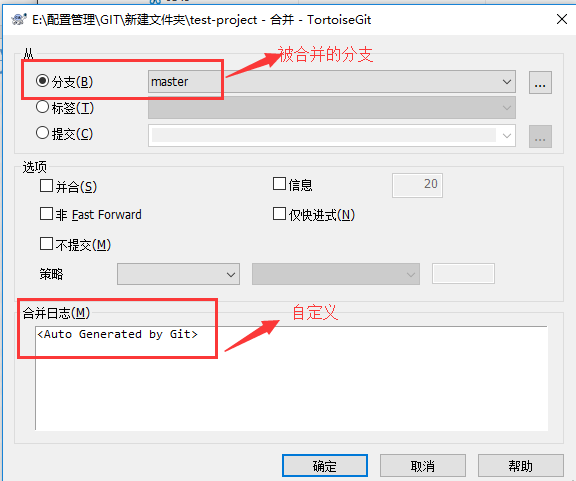 E:\配置管理\GIT\新建文件夹\test-project - 合并 - TortoiseGit
从
被合并的分支
分支(B) master ...
标签(T)
提交(C) ...
选项
并合(S) 信息 20
非 Fast Forward 仅快进式(N)
不提交(M)
策略
合并日志(M)
自定义
<Auto Generated by Git>
确定 取消 帮助